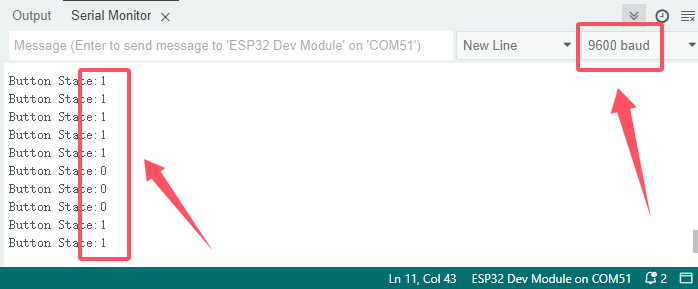 Output Serial Monitor
Message (Enter to send message to 'ESP32 Dev Module' on 'COM51') New Line 9600 baud
Button State:1
Button State:1
Button State:1
Button State:1
Button State:1
Button State:0
Button State:0
Button State:0
Button State:1
Button State:1
Ln 11, Col 43 ESP32 Dev Module on COM51 2